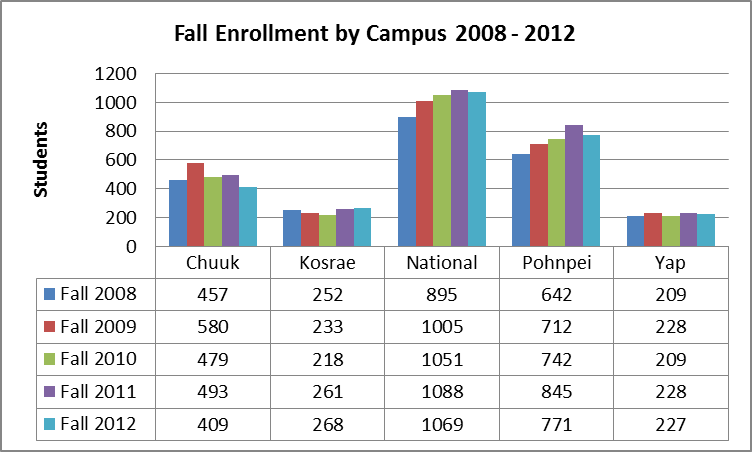 Fall Enrollment by Campus 2008 - 2012
Students
1200
1000
800
600
400
200
0
Chuuk Kosrae National Pohnpei Yap
Fall 2008 457 252 895 642 209
Fall 2009 580 233 1005 712 228
Fall 2010 479 218 1051 742 209
Fall 2011 493 261 1088 845 228
Fall 2012 409 268 1069 771 227